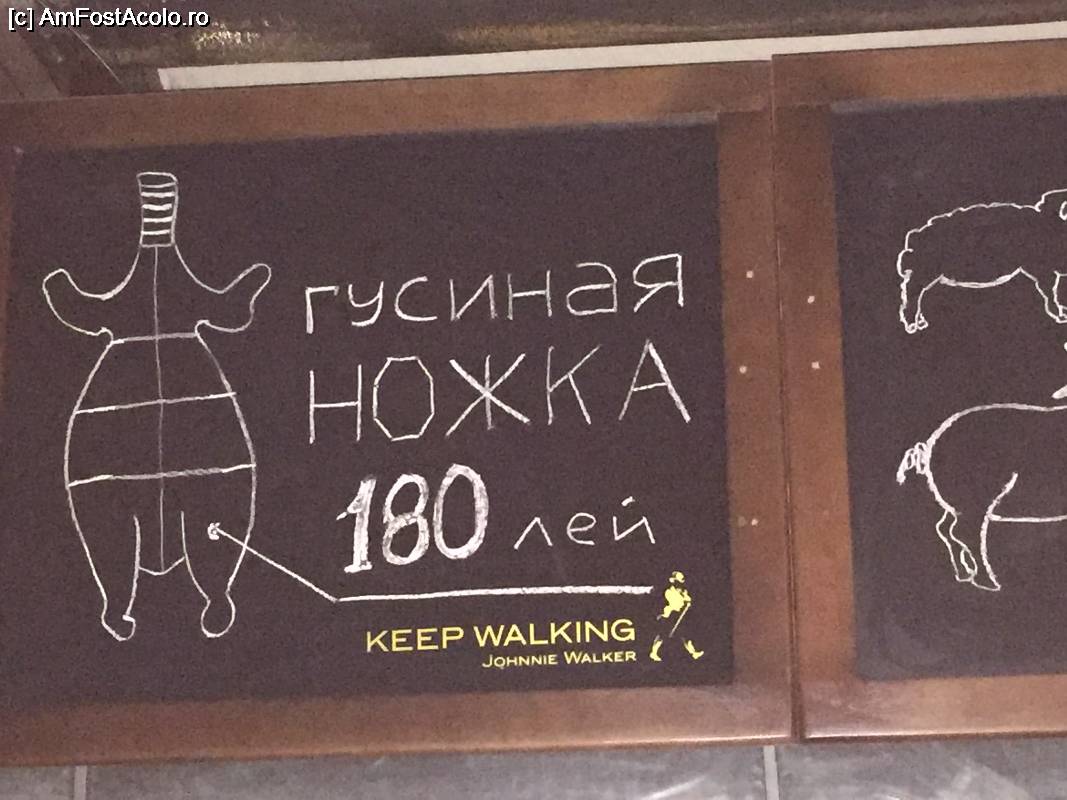 [c] AmFostAcolo.ro
гусиная
НОЖКА
180 лей
KEEP WALKING
JOHNNIE WALKER